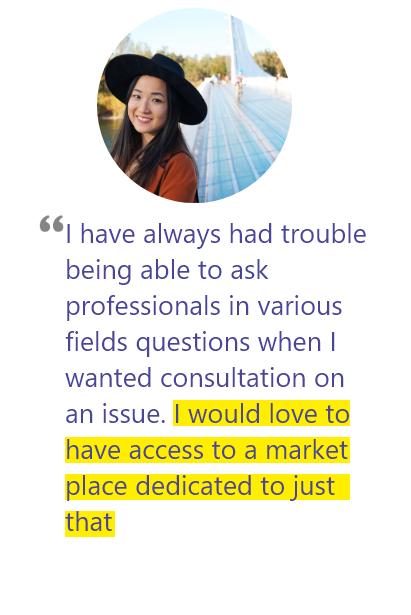 “I have always had trouble
being able to ask
professionals in various
fields questions when I
wanted consultation on
an issue. I would love to
have access to a market
place dedicated to just
that